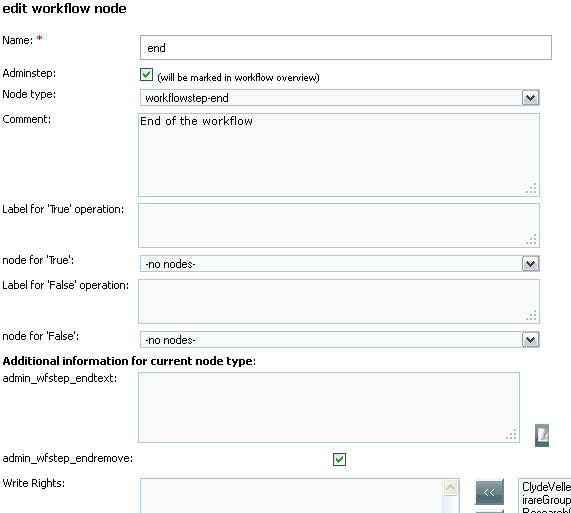 edit workflow node
Name: *
end
Adminstep:
(will be marked in workflow overview)
Node type:
workflowstep-end
Comment:
End of the workflow
Label for 'True' operation:
node for 'True':
-no nodes-
Label for 'False' operation:
node for 'False':
-no nodes-
Additional information for current node type:
admin_wfstep_endtext:
admin_wfstep_endremove:
Write Rights:
<<
ClydeVelle
irareGroup